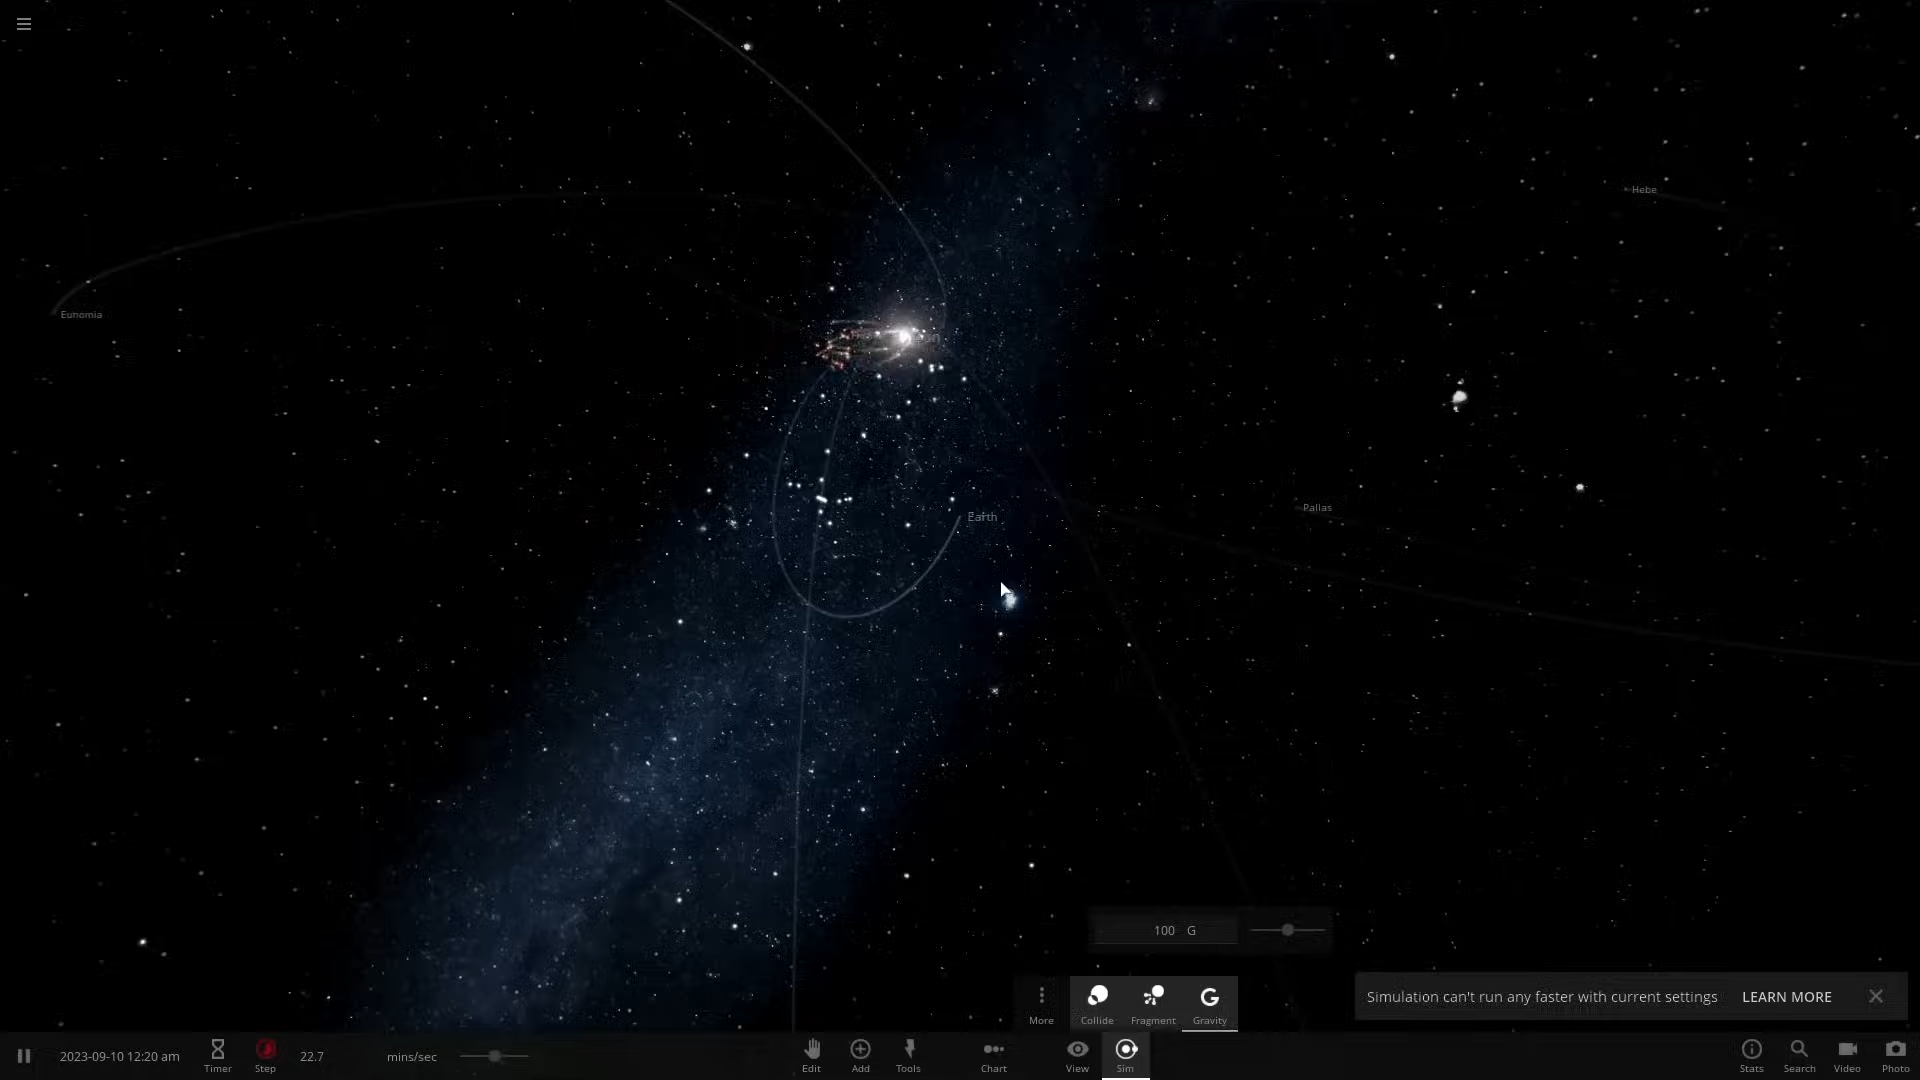 Hebe
Eunomia
Pallas
Earth
100 G
More
Collide
Fragment
Gravity
Simulation can't run any faster with current settings LEARN MORE
2023-09-10 12:20 am
Timer
Step
22.7 mins/sec
Edit
Add
Tools
Chart
View
Sim
Stats
Search
Video
Photo